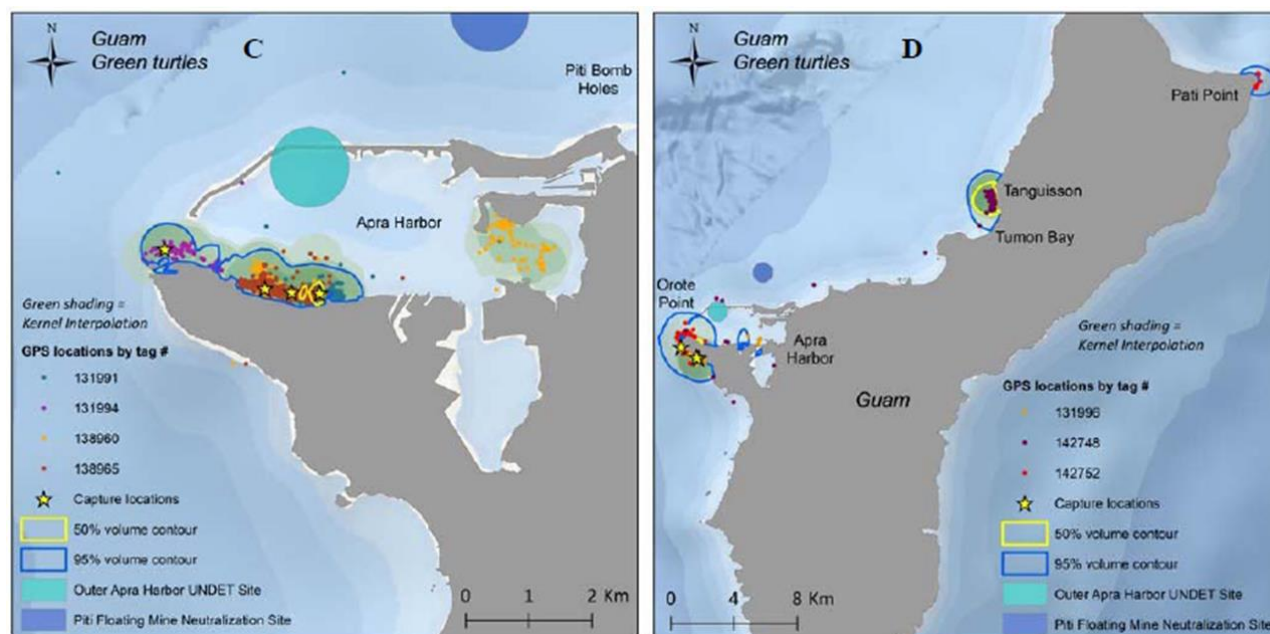 N
Guam
Green turtles
C
Piti Bomb
Holes
Apra Harbor
Green shading =
Kernel Interpolation
GPS locations by tag #
131991
131994
138960
138965
Capture locations
50% volume contour
95% volume contour
Outer Apra Harbor UNDET Site
Piti Floating Mine Neutralization Site
0 1 2 Km
N
Guam
Green turtles
D
Pati Point
Tanguisson
Tumon Bay
Orote
Point
Apra
Harbor
Guam
Green shading =
Kernel Interpolation
GPS locations by tag #
131996
142748
142752
Capture locations
50% volume contour
95% volume contour
Outer Apra Harbor UNDET Site
Piti Floating Mine Neutralization Site
0 4 8 Km